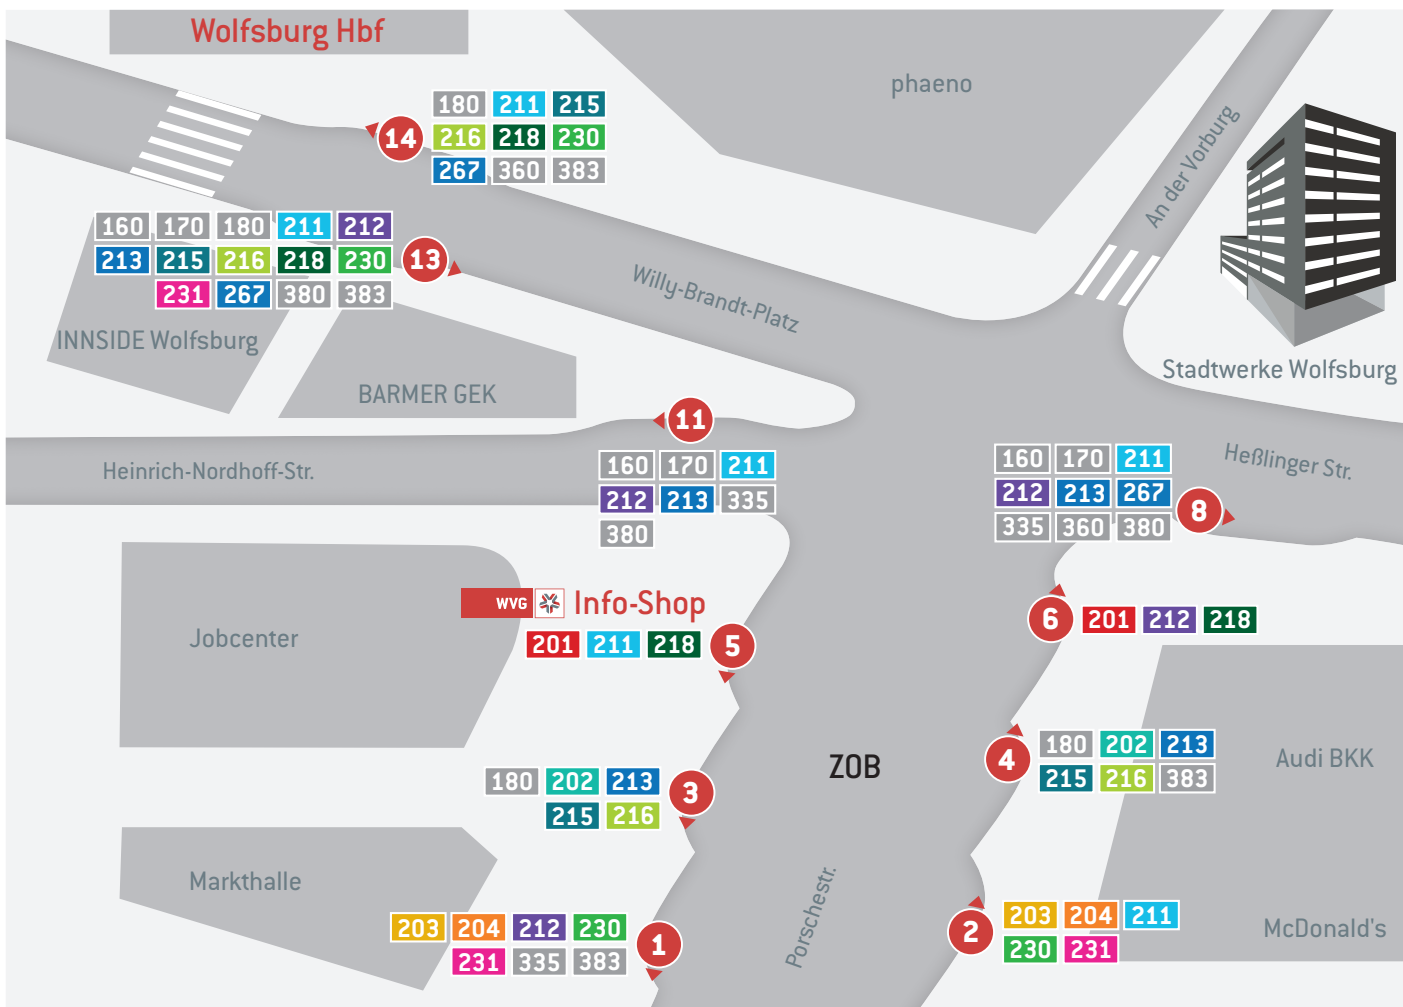 Wolfsburg Hbf
phaeno
An der Vorburg
14
180 211 215
216 218 230
267 360 383
160 170 180 211 212
213 215 216 218 230
231 267 380 383
13
Willy-Brandt-Platz
INNSIDE Wolfsburg
BARMER GEK
Stadtwerke Wolfsburg
11
160 170 211
212 213 335
380
Heinrich-Nordhoff-Str.
Heßlinger Str.
160 170 211
212 213 267
335 360 380
8
WVG Info-Shop
201 211 218
5
6
201 212 218
Jobcenter
ZOB
4
180 202 213
215 216 383
Audi BKK
180 202 213
215 216
3
Markthalle
Porschestr.
203 204 212 230
231 335 383
1
2
203 204 211
230 231
McDonald's